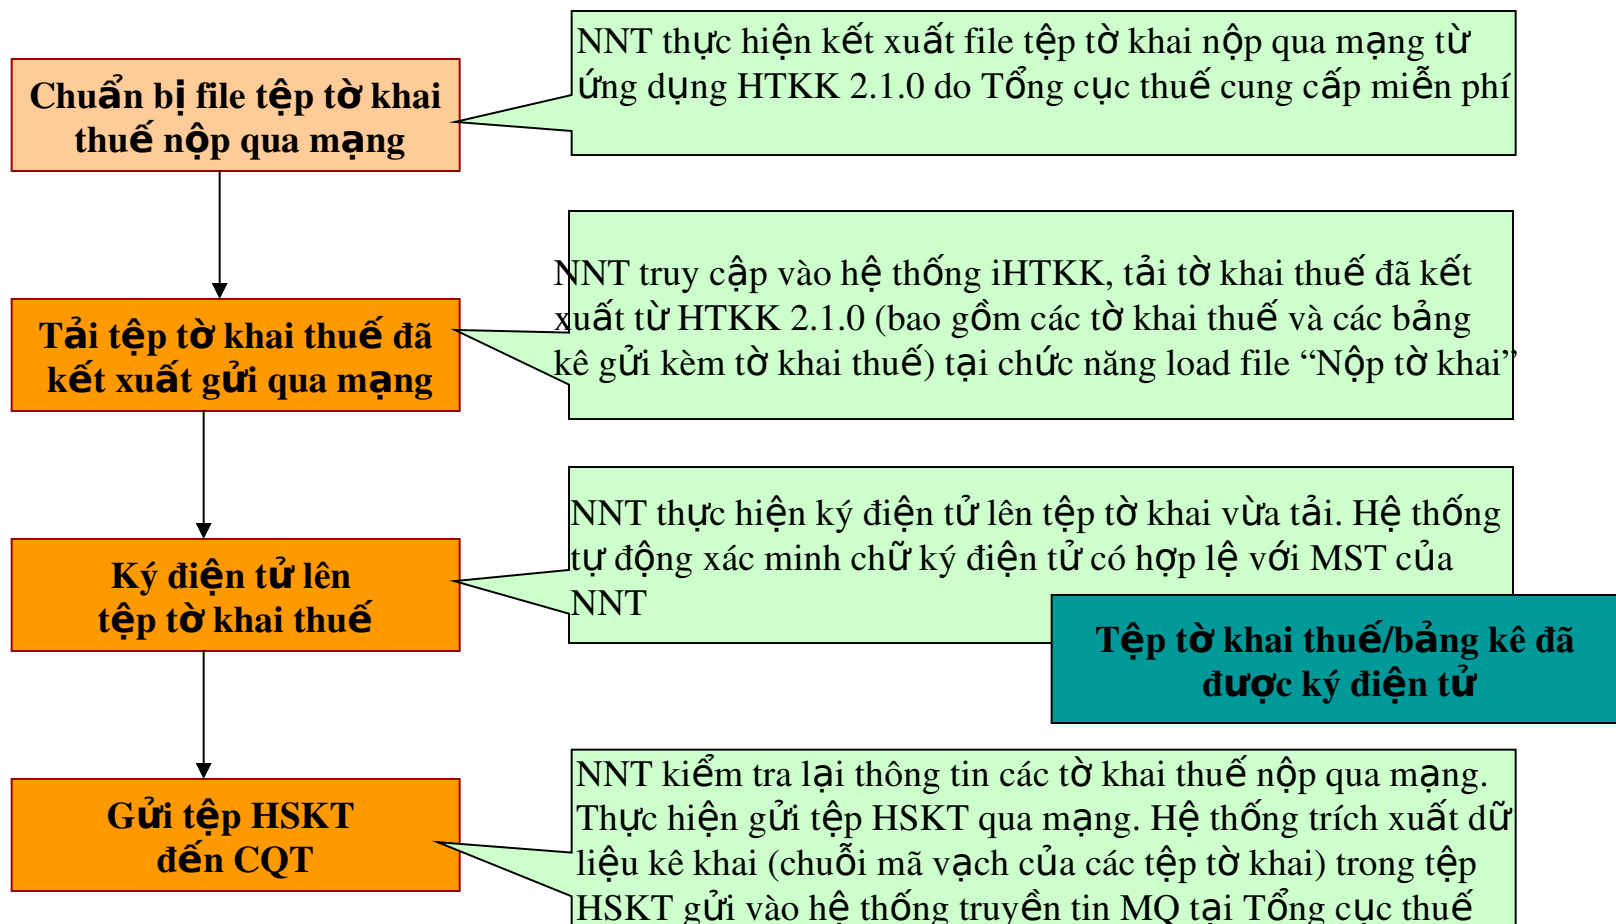 Chuẩn bị file tệp tờ khai
thuế nộp qua mạng
NNT thực hiện kết xuất file tệp tờ khai nộp qua mạng từ
ứng dụng HTKK 2.1.0 do Tổng cục thuế cung cấp miễn phí
Tải tệp tờ khai thuế đã
kết xuất gửi qua mạng
NNT truy cập vào hệ thống iHTKK, tải tờ khai thuế đã kết
xuất từ HTKK 2.1.0 (bao gồm các tờ khai thuế và các bảng
kê gửi kèm tờ khai thuế) tại chức năng load file “Nộp tờ khai”
Ký điện tử lên
tệp tờ khai thuế
NNT thực hiện ký điện tử lên tệp tờ khai vừa tải. Hệ thống
tự động xác minh chữ ký điện tử có hợp lệ với MST của
NNT
Tệp tờ khai thuế/bảng kê đã
được ký điện tử
Gửi tệp HSKT
đến CQT
NNT kiểm tra lại thông tin các tờ khai thuế nộp qua mạng.
Thực hiện gửi tệp HSKT qua mạng. Hệ thống trích xuất dữ
liệu kê khai (chuỗi mã vạch của các tệp tờ khai) trong tệp
HSKT gửi vào hệ thống truyền tin MQ tại Tổng cục thuế